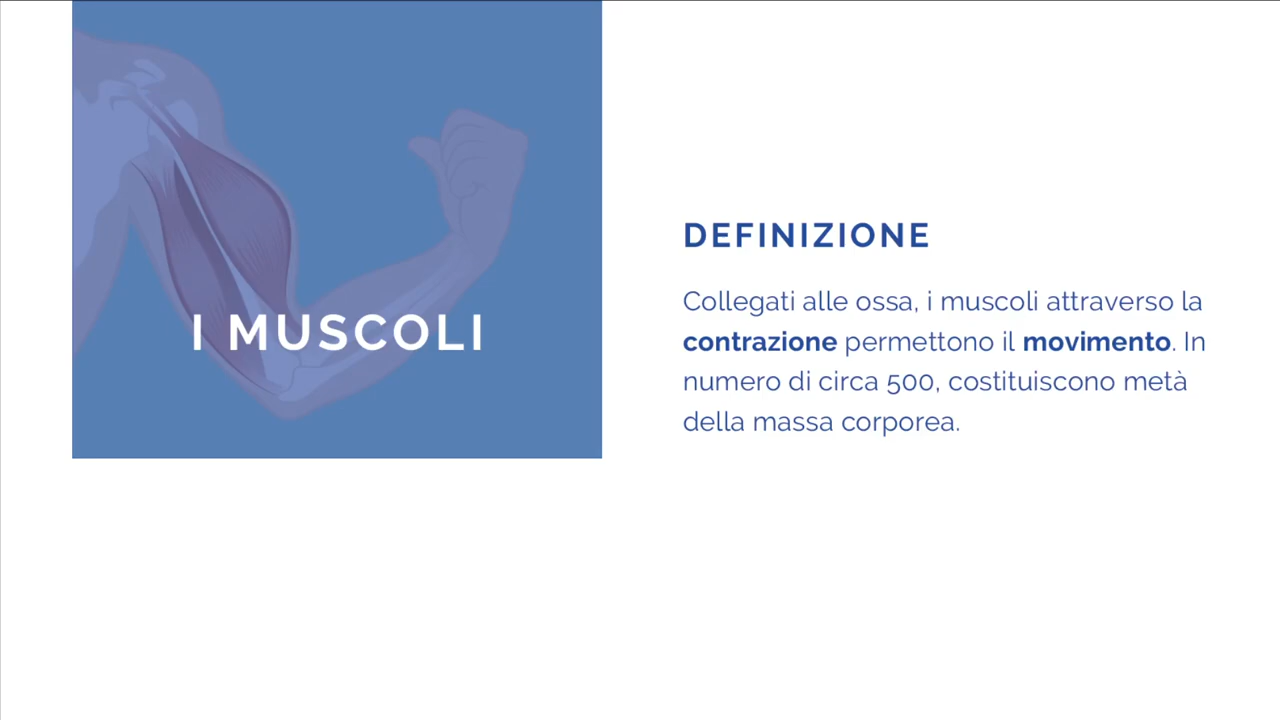 I MUSCOLI
DEFINIZIONE
Collegati alle ossa, i muscoli attraverso la
contrazione permettono il movimento. In
numero di circa 500, costituiscono metà
della massa corporea.